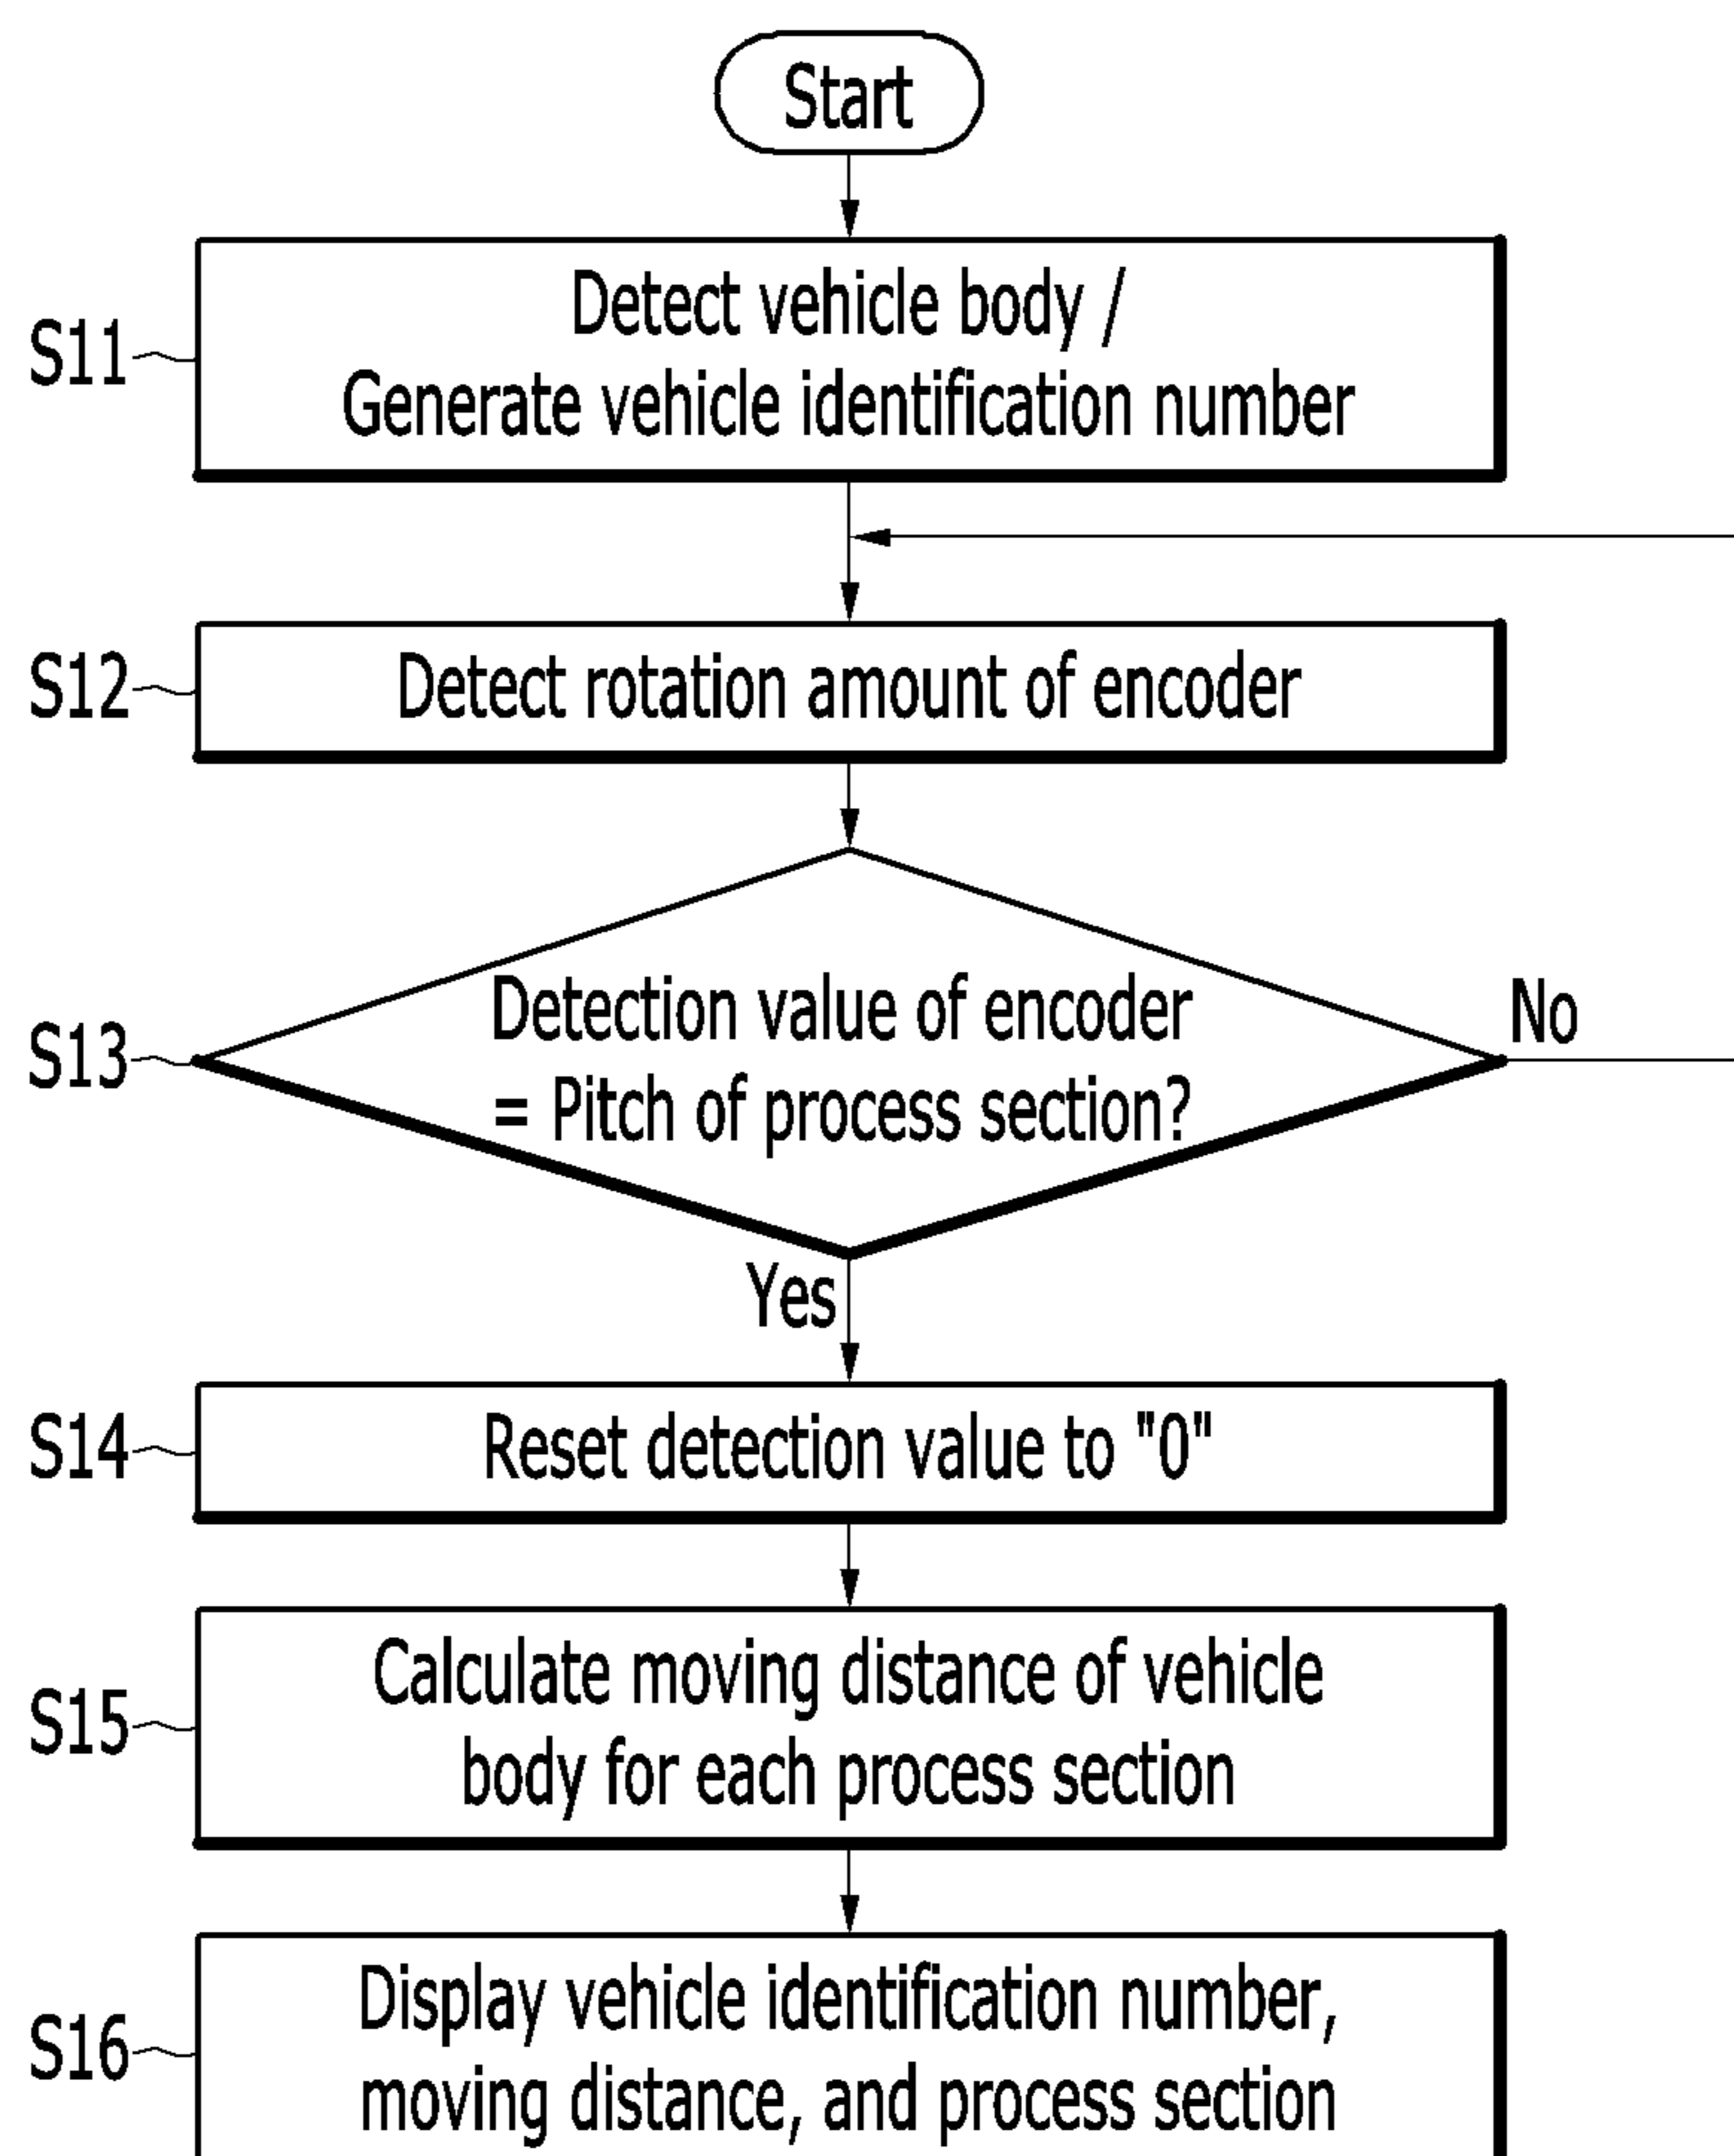 Start
S11
Detect vehicle body /
Generate vehicle identification number
S12
Detect rotation amount of encoder
S13
Detection value of encoder
= Pitch of process section?
No
Yes
S14
Reset detection value to "0"
S15
Calculate moving distance of vehicle
body for each process section
S16
Display vehicle identification number,
moving distance, and process section